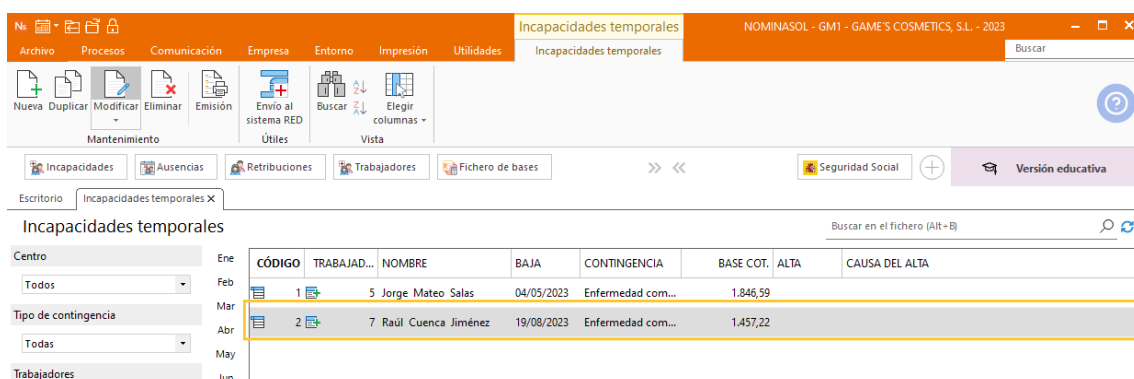 Ns Incapacidades temporales NOMINASOL - GM1 - GAME'S COSMETICS, S.L. - 2023
Archivo Procesos Comunicación Empresa Entorno Impresión Utilidades Incapacidades temporales Buscar
Nueva Duplicar Modificar Eliminar Emisión Envío al sistema RED Buscar Elegir columnas
Mantenimiento Útiles Vista
Incapacidades Ausencias Retribuciones Trabajadores Fichero de bases Seguridad Social Versión educativa
Escritorio Incapacidades temporales X
Incapacidades temporales Buscar en el fichero (Alt+B)
Centro Ene CÓDIGO TRABAJAD... NOMBRE BAJA CONTINGENCIA BASE COT. ALTA CAUSA DEL ALTA
Todos Feb 1 5 Jorge Mateo Salas 04/05/2023 Enfermedad com... 1.846,59
Mar
Tipo de contingencia
Abr 2 7 Raúl Cuenca Jiménez 19/08/2023 Enfermedad com... 1.457,22
Todas
May
Trabajadores Jun